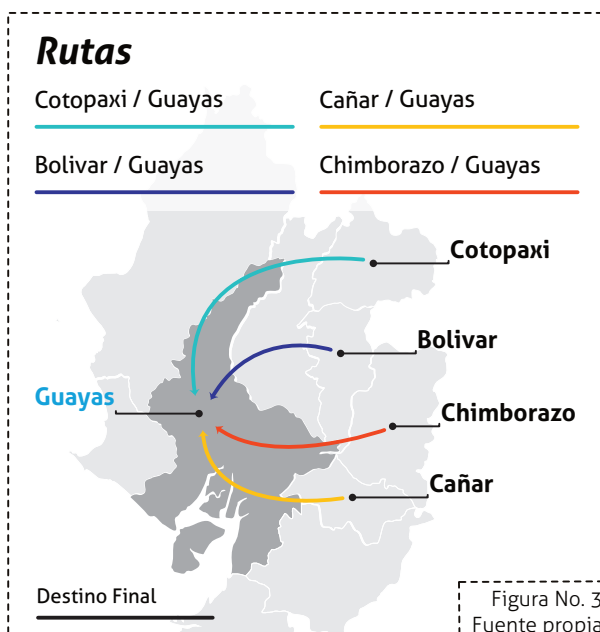 Rutas
Cotopaxi / Guayas
Cañar / Guayas
Bolivar / Guayas
Chimborazo / Guayas
Cotopaxi
Bolivar
Guayas
Chimborazo
Cañar
Destino Final
Figura No. 3
Fuente propia